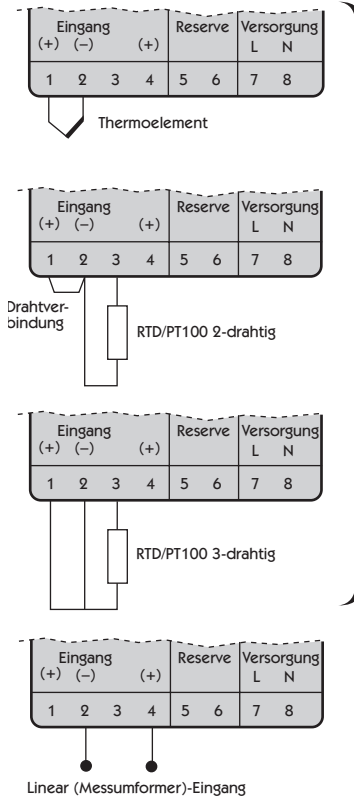 Eingang Reserve Versorgung
(+) (−) (+) L N
1 2 3 4 5 6 7 8
Thermoelement
Eingang Reserve Versorgung
(+) (−) (+) L N
1 2 3 4 5 6 7 8
Drahtver-
bindung
RTD/PT100 2-drahtig
Eingang Reserve Versorgung
(+) (−) (+) L N
1 2 3 4 5 6 7 8
RTD/PT100 3-drahtig
Eingang Reserve Versorgung
(+) (−) (+) L N
1 2 3 4 5 6 7 8
Linear (Messumformer)-Eingang